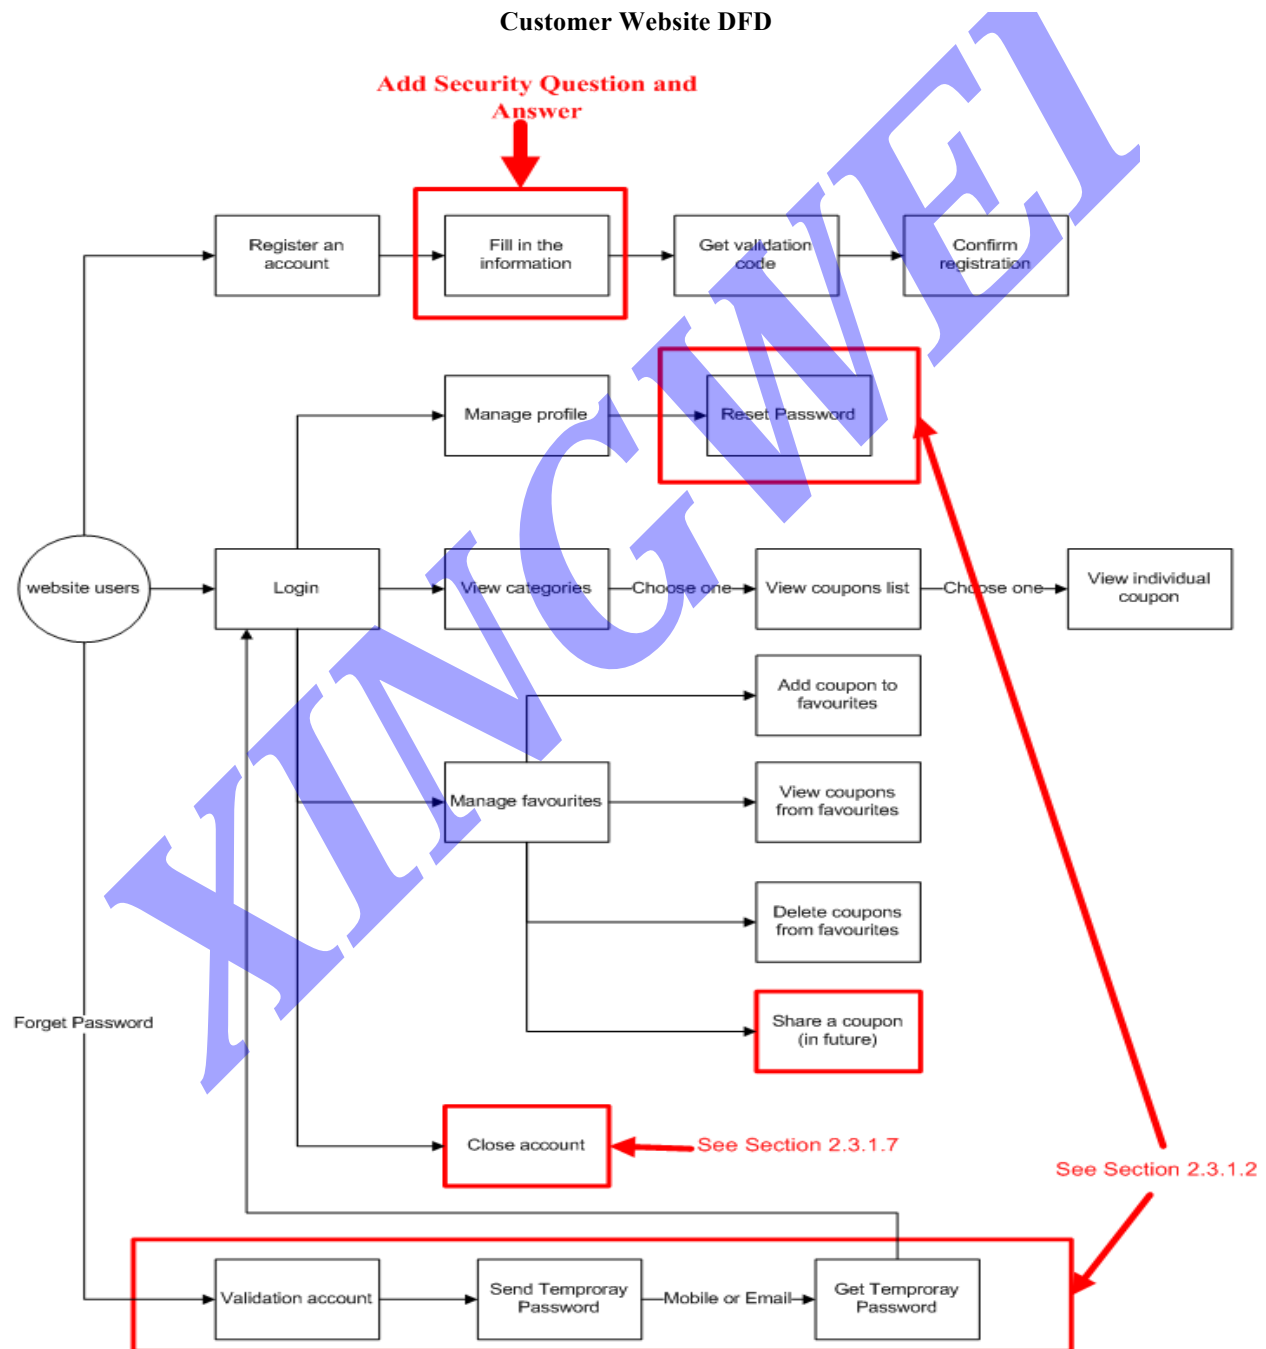 Customer Website DFD
Add Security Question and
Answer
Register an
account
Fill in the
information
Get validation
code
Confirm
registration
Manage profile
Reset Password
website users
Login
View categories
Choose one
View coupons list
Choose one
View individual
coupon
Add coupon to
favourites
Manage favourites
View coupons
from favourites
Delete coupons
from favourites
Forget Password
Share a coupon
(in future)
Close account
See Section 2.3.1.7
See Section 2.3.1.2
Validation account
Send Temproray
Password
Mobile or Email
Get Temproray
Password
XINGWEI